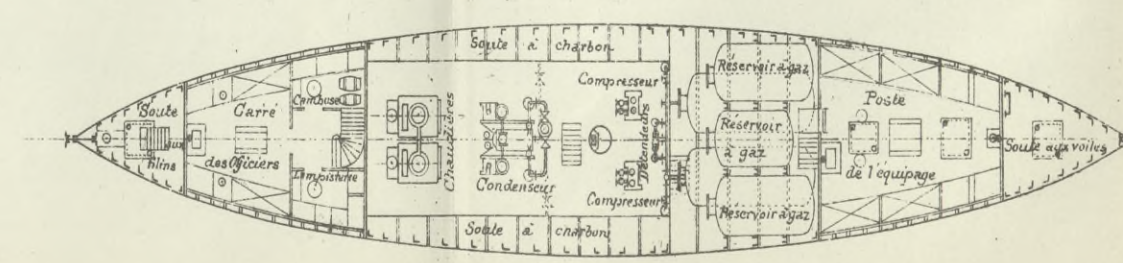 Soute à charbon
Soute aux filins
Carré des Officiers
Cambuse
Lampisterie
Chaudières
Condenseur
Compresseur
Détendeurs
Compresseur
Réservoir à gaz
Réservoir à gaz
Réservoir à gaz
Poste de l'équipage
Soute aux voiles
Soute à charbon